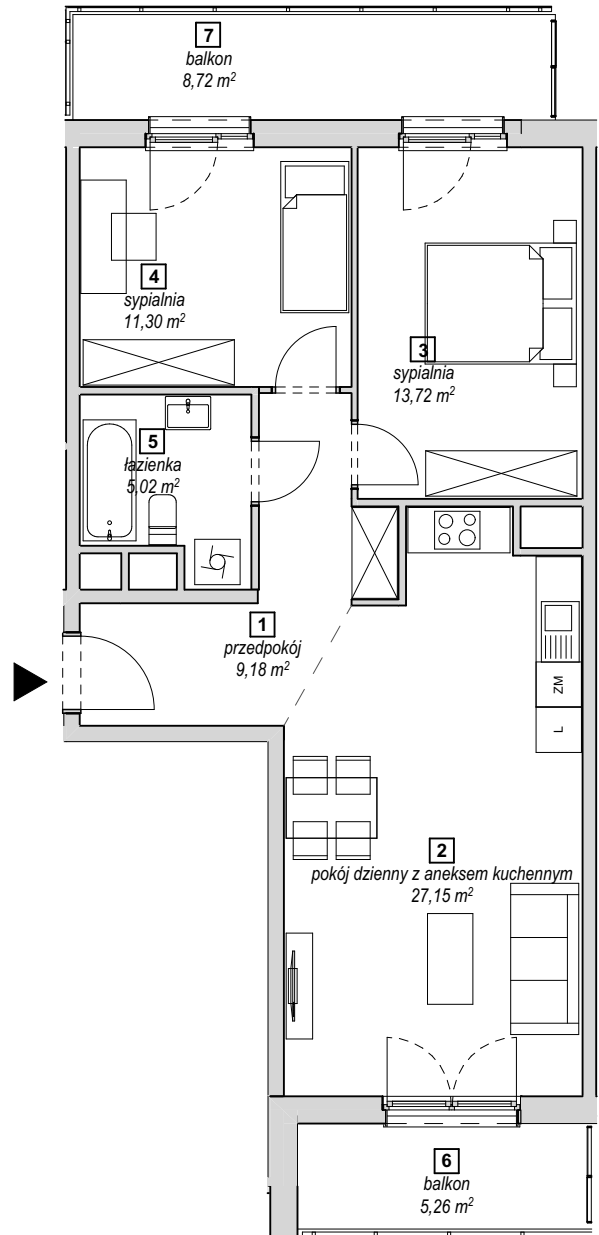 7
balkon
8,72 m²
4
sypialnia
11,30 m²
3
sypialnia
13,72 m²
5
łazienka
5,02 m²
1
przedpokój
9,18 m²
ZM
L
2
pokój dzienny z aneksem kuchennym
27,15 m²
6
balkon
5,26 m²